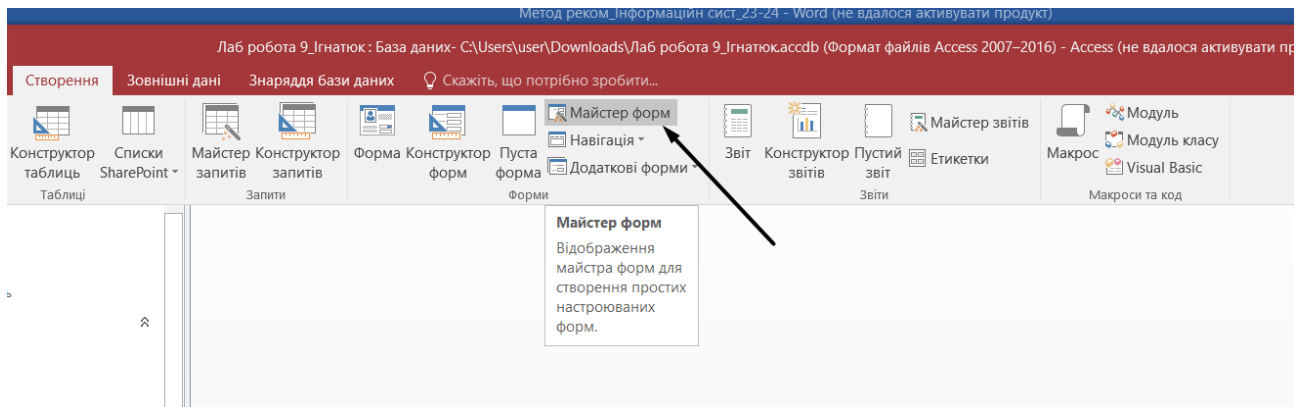 Метод реком_Інформаційн сист_23-24 - Word (не вдалося активувати продукт)
Лаб робота 9_Ігнатюк : База даних- C:\Users\user\Downloads\Лаб робота 9_Ігнатюк.accdb (Формат файлів Access 2007–2016) - Access (не вдалося активувати
Створення Зовнішні дані Знаряддя бази даних Скажіть, що потрібно зробити...
Конструктор таблиць
Списки SharePoint
Таблиці
Майстер запитів
Конструктор запитів
Запити
Форма
Конструктор форм
Пуста форма
Майстер форм
Навігація
Додаткові форми
Форми
Звіт
Конструктор звітів
Пустий звіт
Майстер звітів
Етикетки
Звіти
Макрос
Модуль
Модуль класу
Visual Basic
Макроси та код
Майстер форм
Відображення
майстра форм для
створення простих
настроюваних
форм.